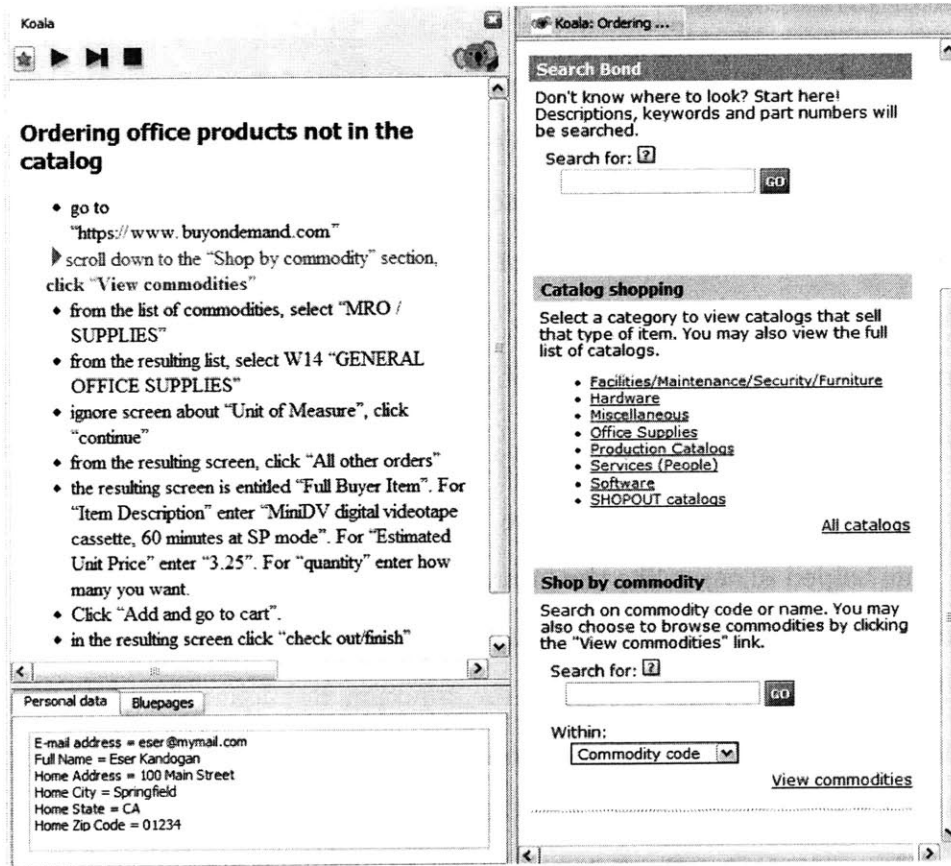 Koala
Ordering office products not in the
catalog
• go to
"https://www.buyondemand.com"
scroll down to the "Shop by commodity" section,
click "View commodities"
• from the list of commodities, select "MRO /
SUPPLIES"
• from the resulting list, select W14 "GENERAL
OFFICE SUPPLIES"
• ignore screen about "Unit of Measure", click
"continue"
• from the resulting screen, click "All other orders"
• the resulting screen is entitled "Full Buyer Item". For
"Item Description" enter "MiniDV digital videotape
cassette, 60 minutes at SP mode". For "Estimated
Unit Price" enter "3.25". For "quantity" enter how
many you want.
• Click "Add and go to cart".
• in the resulting screen click "check out/finish"
Personal data
Bluepages
E-mail address = eser@mymail.com
Full Name = Eser Kandogan
Home Address = 100 Main Street
Home City = Springfield
Home State = CA
Home Zip Code = 01234
Koala: Ordering ...
Search Bond
Don't know where to look? Start here!
Descriptions, keywords and part numbers will
be searched.
Search for: ?
GO
Catalog shopping
Select a category to view catalogs that sell
that type of item. You may also view the full
list of catalogs.
• Facilities/Maintenance/Security/Furniture
• Hardware
• Miscellaneous
• Office Supplies
• Production Catalogs
• Services (People)
• Software
• SHOPOUT catalogs
All catalogs
Shop by commodity
Search on commodity code or name. You may
also choose to browse commodities by clicking
the "View commodities" link.
Search for: ?
GO
Within:
Commodity code
View commodities